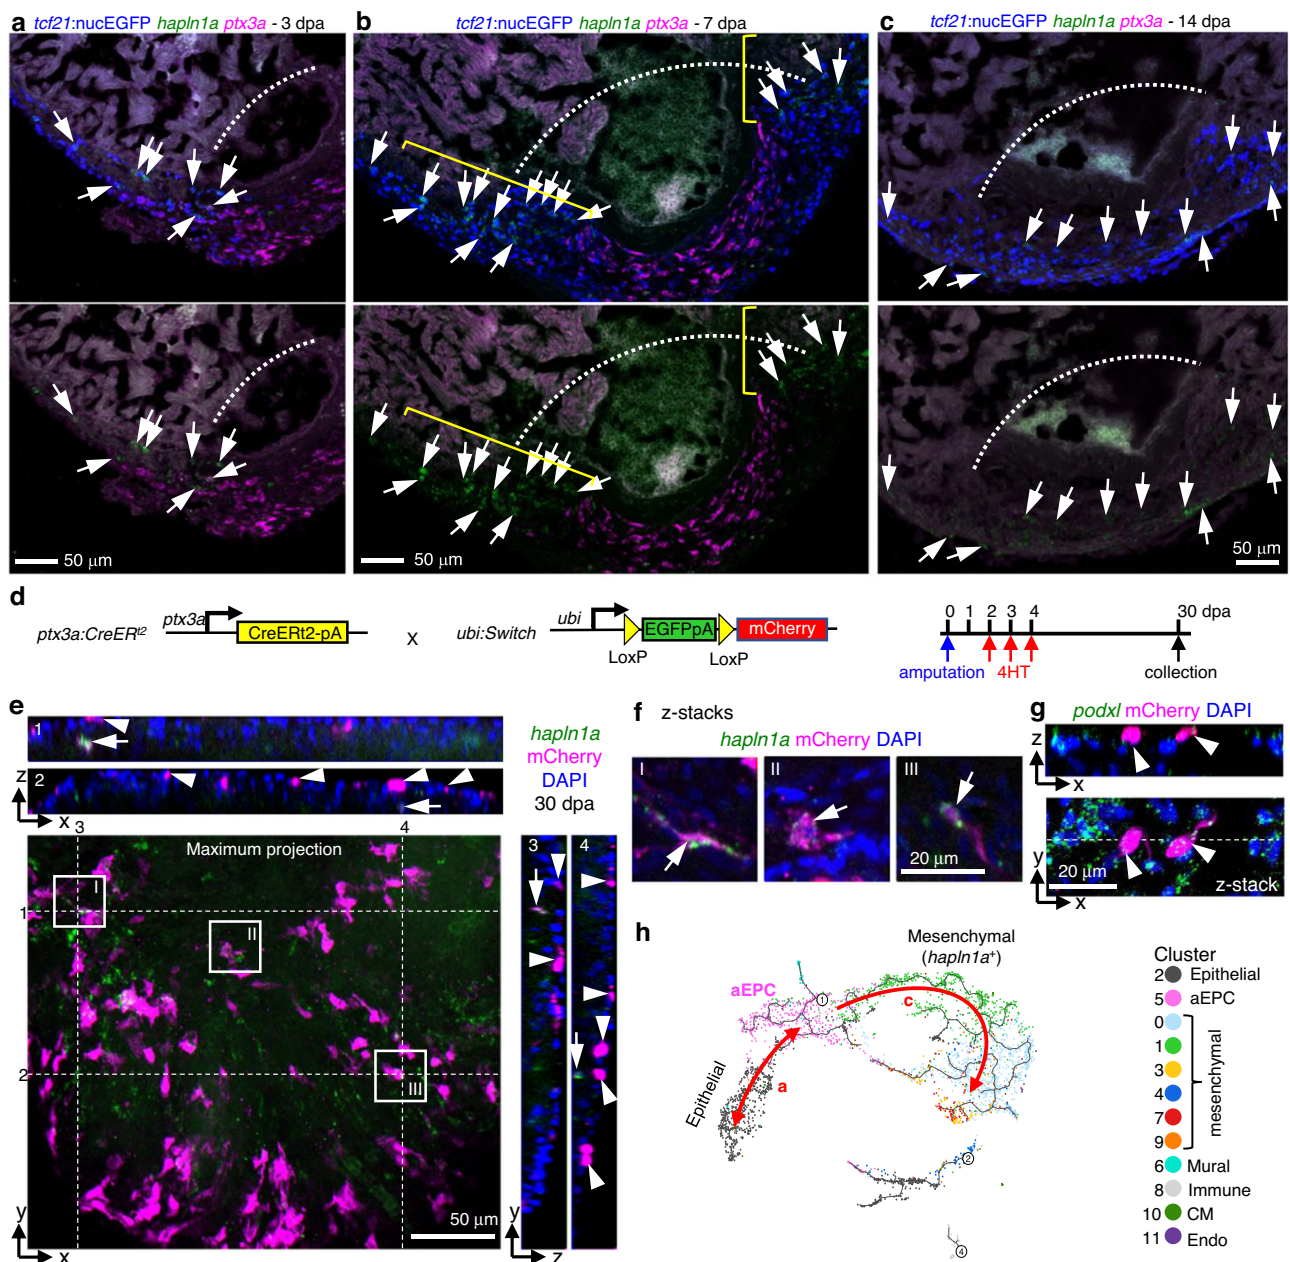 a tcf21:nucEGFP hapln1a ptx3a - 3 dpa
b tcf21:nucEGFP hapln1a ptx3a - 7 dpa
c tcf21:nucEGFP hapln1a ptx3a - 14 dpa
50 μm
50 μm
50 μm
d
ptx3a:CreERt2
ptx3a
CreERt2-pA
x
ubi:Switch
ubi
EGFPpA
mCherry
LoxP
LoxP
0 1 2 3 4 30 dpa
amputation 4HT collection
e
1
2
z
x
3
4
hapln1a
mCherry
DAPI
30 dpa
Maximum projection
I
II
III
1
2
50 μm
y
x
3
4
y
z
f z-stacks
hapln1a mCherry DAPI
I
II
III
20 μm
g podxl mCherry DAPI
z
x
20 μm
z-stack
y
x
h
Mesenchymal
(hapln1a+)
aEPC
1
c
a
Epithelial
2
4
Cluster
2 Epithelial
5 aEPC
0
1
3
4
7
9
mesenchymal
6 Mural
8 Immune
10 CM
11 Endo